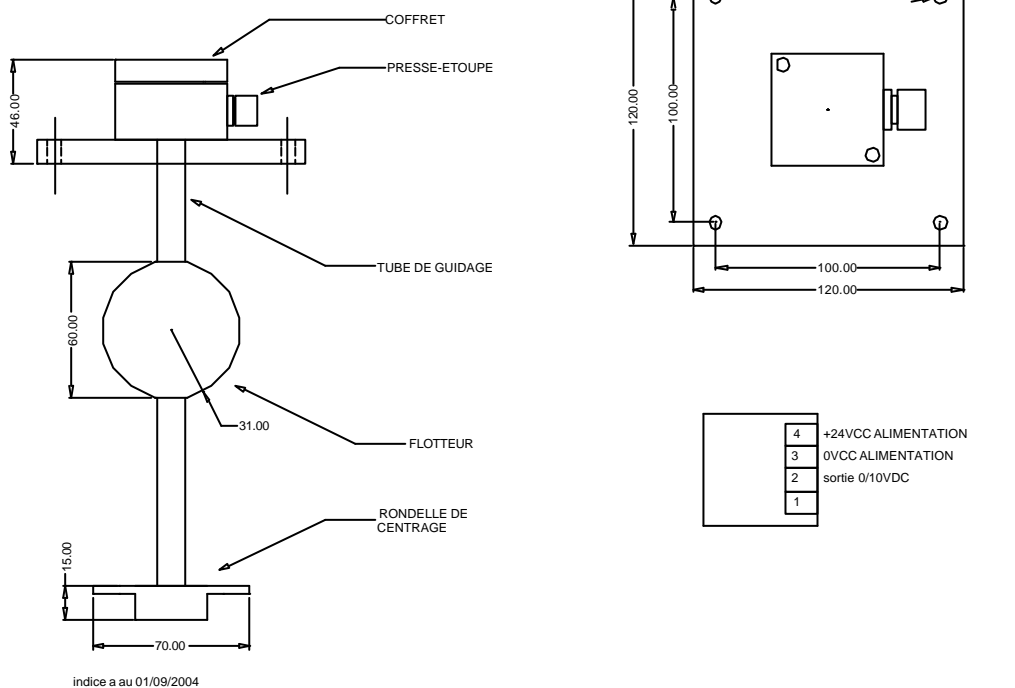 COFFRET
PRESSE-ETOUPE
46.00
TUBE DE GUIDAGE
60.00
31.00
FLOTTEUR
RONDELLE DE
CENTRAGE
15.00
70.00
indice a au 01/09/2004
120.00
100.00
100.00
120.00
4 +24VCC ALIMENTATION
3 0VCC ALIMENTATION
2 sortie 0/10VDC
1